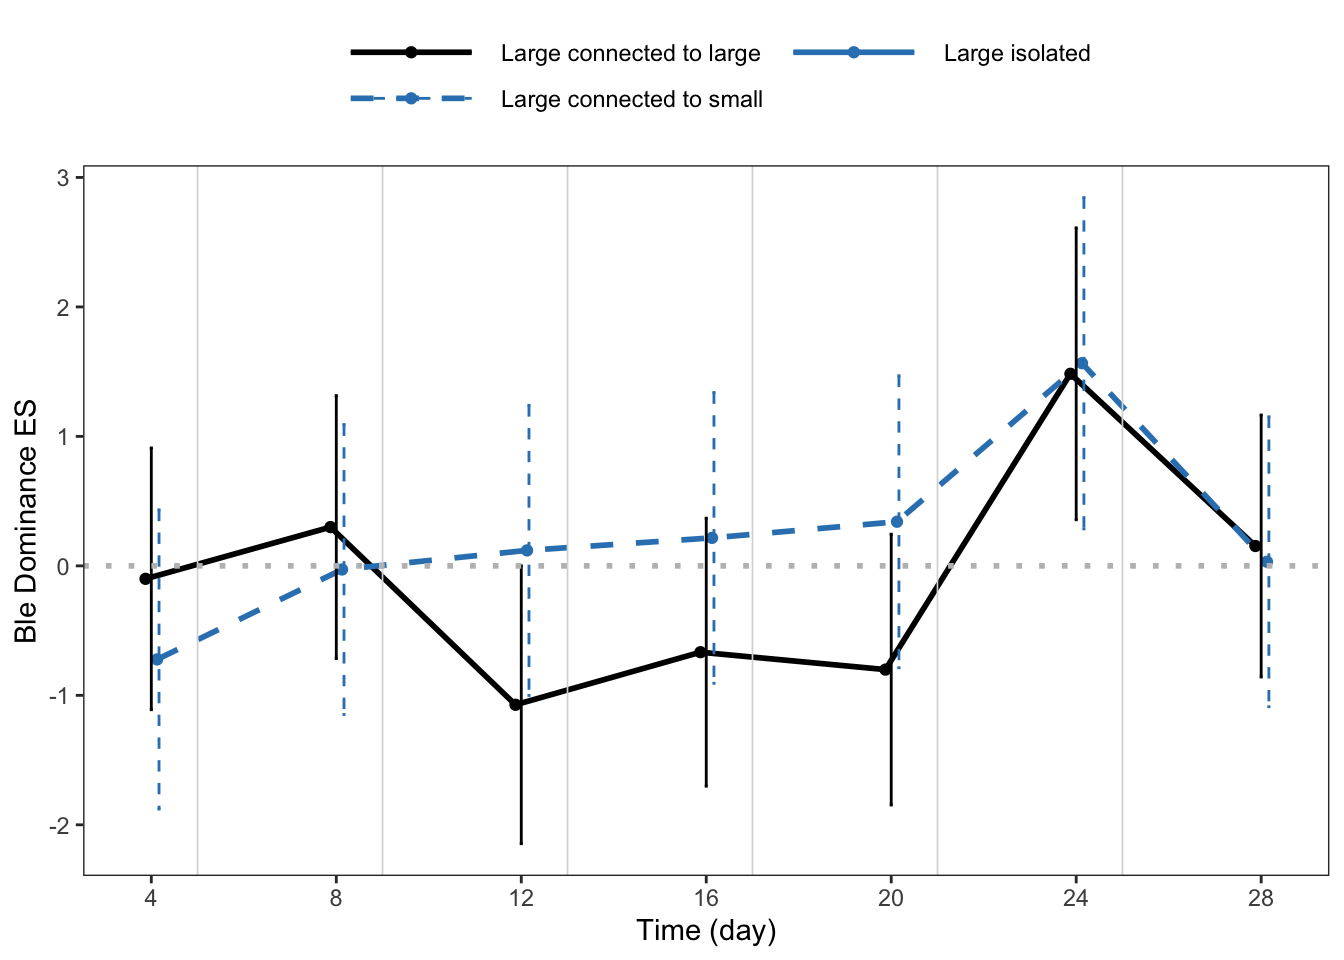 Large connected to large
Large isolated
Large connected to small
3
2
1
0
-1
-2
Ble Dominance ES
4 8 12 16 20 24 28
Time (day)